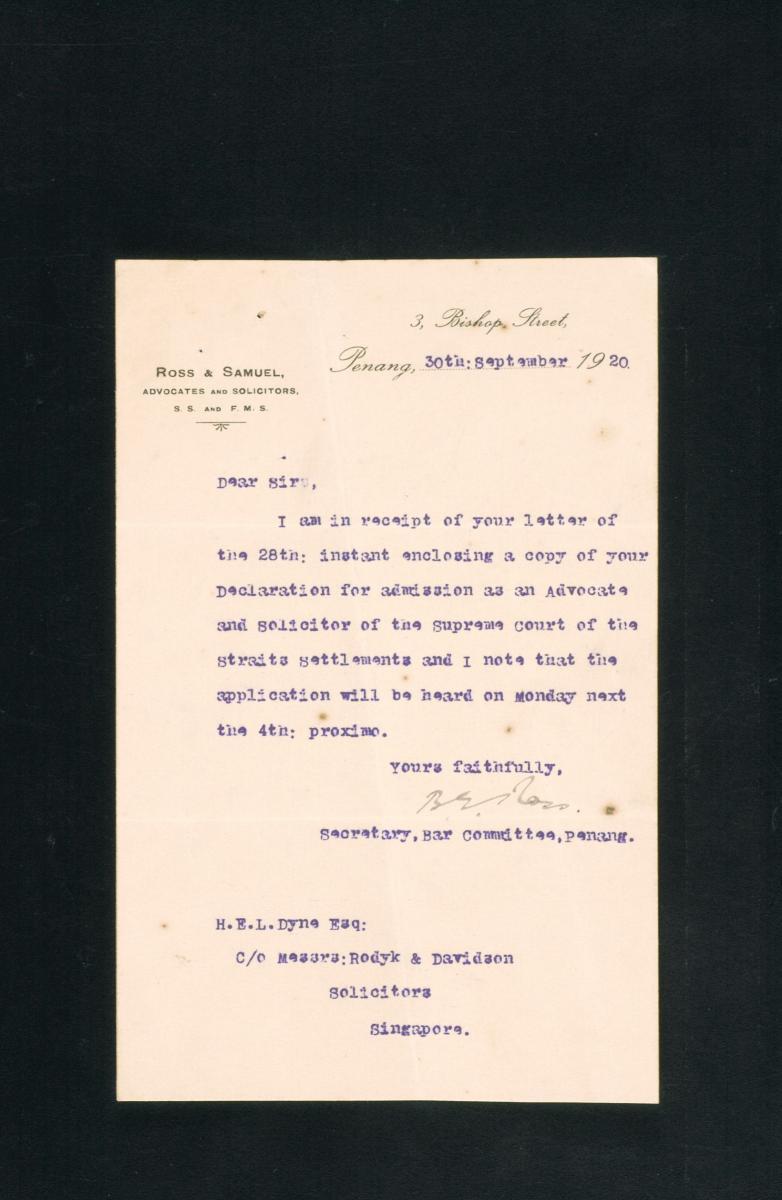 3, Bishop Street,
Penang, 30th: September 1920.
ROSS & SAMUEL,
ADVOCATES AND SOLICITORS,
S. S. AND F. M. S.
Dear Sir,
I am in receipt of your letter of
the 28th: instant enclosing a copy of your
Declaration for admission as an Advocate
and Solicitor of the Supreme Court of the
Straits Settlements and I note that the
application will be heard on Monday next
the 4th: proximo.
Yours faithfully,
Ross.
Secretary, Bar Committee, Penang.
H.E.L.Dyne Esq:
C/o Messrs:Rodyk & Davidson
Solicitors
Singapore.